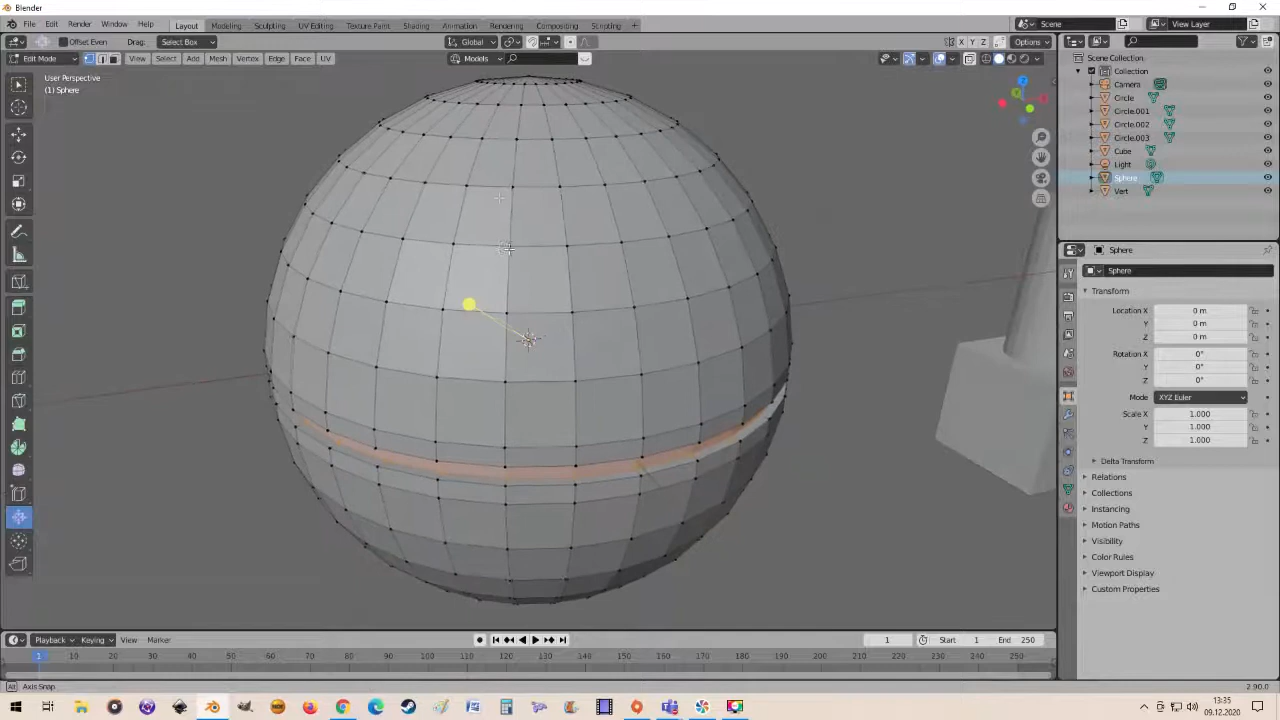 Blender
File Edit Render Window Help Layout Modeling Sculpting UV Editing Texture Paint Shading Animation Rendering Compositing Scripting + Scene View Layer
Offset Even Drag: Select Box Global X Y Z Options
Edit Mode View Select Add Mesh Vertex Edge Face UV Models
User Perspective
(1) Sphere
Scene Collection
Collection
Camera
Circle
Circle.001
Circle.002
Circle.003
Cube
Light
Sphere
Vert
Sphere
Sphere
Transform
Location X 0 m
Y 0 m
Z 0 m
Rotation X 0°
Y 0°
Z 0°
Mode XYZ Euler
Scale X 1.000
Y 1.000
Z 1.000
Delta Transform
Relations
Collections
Instancing
Motion Paths
Visibility
Color Rules
Viewport Display
Custom Properties
Playback Keying View Marker 1 Start 1 End 250
1 10 20 30 40 50 60 70 80 90 100 110 120 130 140 150 160 170 180 190 200 210 220 230 240 250
Axis Snap 2.90.0
13:35
09.12.2020